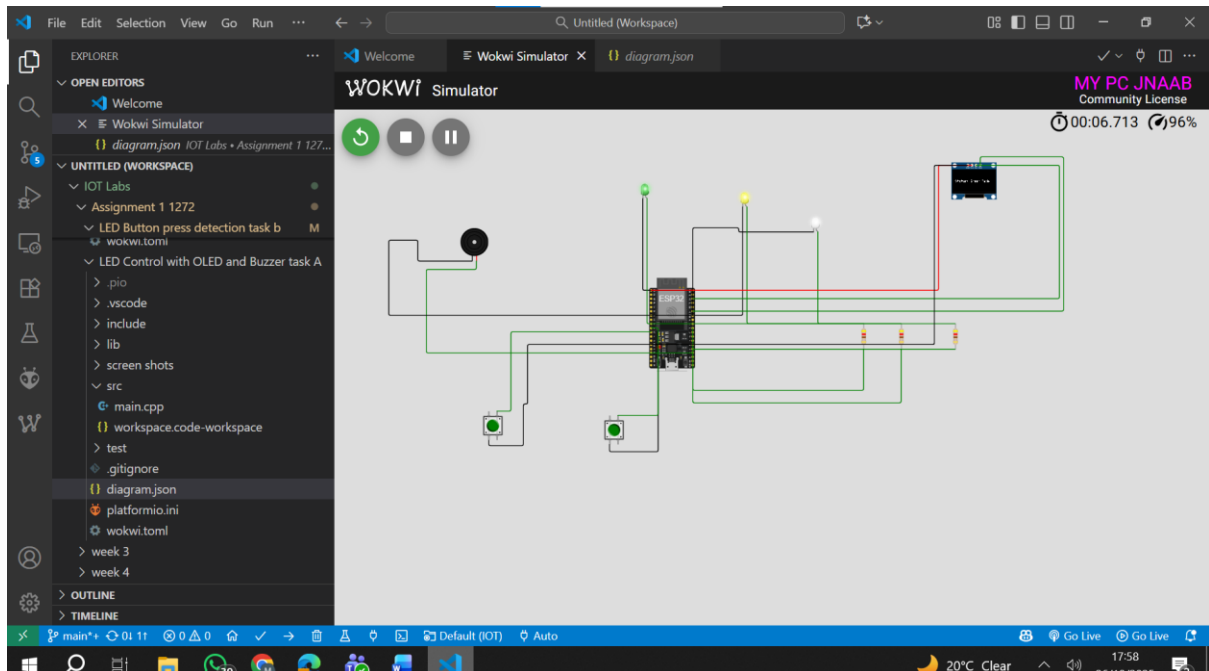 File Edit Selection View Go Run ··· Untitled (Workspace)
EXPLORER ···
OPEN EDITORS
Welcome
Wokwi Simulator
{} diagram.json IOT Labs • Assignment 1 127...
UNTITLED (WORKSPACE)
IOT Labs
Assignment 1 1272
LED Button press detection task b M
wokwi.toml
LED Control with OLED and Buzzer task A
.pio
.vscode
include
lib
screen shots
src
main.cpp
{} workspace.code-workspace
test
.gitignore
{} diagram.json
platformio.ini
wokwi.toml
week 3
week 4
OUTLINE
TIMELINE
5
Welcome
Wokwi Simulator
{} diagram.json
WOKWi Simulator
MY PC JNAAB
Community License
00:06.713 96%
ESP32
main*+ 0↓ 1↑ 0 0 Default (IOT) Auto Go Live Go Live
20°C Clear 17:58